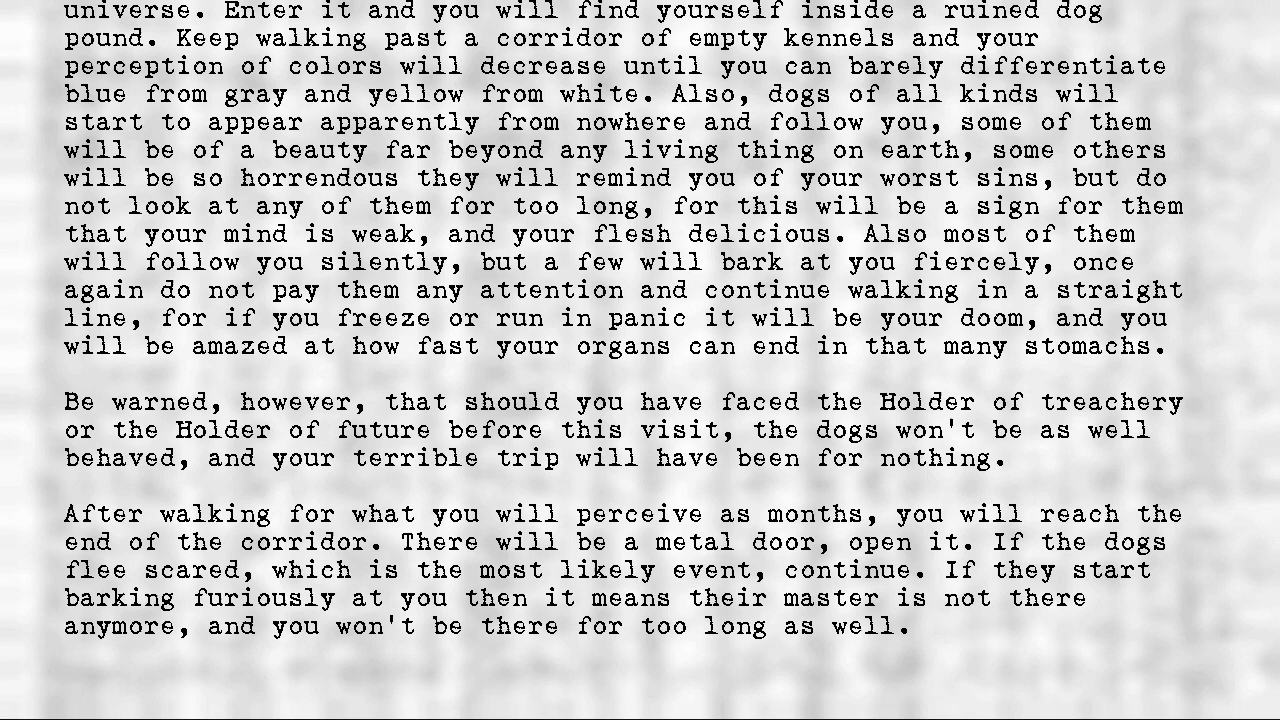 universe. Enter it and you will find yourself inside a ruined dog
pound. Keep walking past a corridor of empty kennels and your
perception of colors will decrease until you can barely differentiate
blue from gray and yellow from white. Also, dogs of all kinds will
start to appear apparently from nowhere and follow you, some of them
will be of a beauty far beyond any living thing on earth, some others
will be so horrendous they will remind you of your worst sins, but do
not look at any of them for too long, for this will be a sign for them
that your mind is weak, and your flesh delicious. Also most of them
will follow you silently, but a few will bark at you fiercely, once
again do not pay them any attention and continue walking in a straight
line, for if you freeze or run in panic it will be your doom, and you
will be amazed at how fast your organs can end in that many stomachs.

Be warned, however, that should you have faced the Holder of treachery
or the Holder of future before this visit, the dogs won't be as well
behaved, and your terrible trip will have been for nothing.

After walking for what you will perceive as months, you will reach the
end of the corridor. There will be a metal door, open it. If the dogs
flee scared, which is the most likely event, continue. If they start
barking furiously at you then it means their master is not there
anymore, and you won't be there for too long as well.